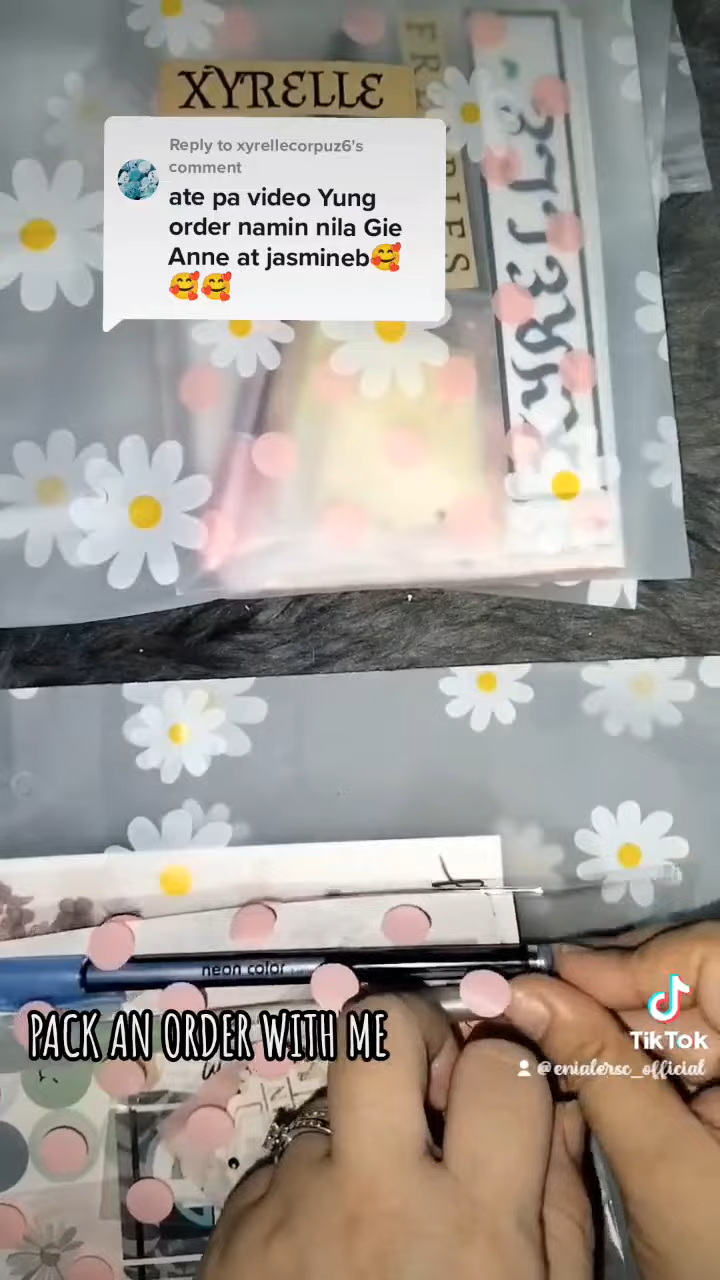 XYRELLE
Reply to xyrellecorpuz6's
comment
ate pa video Yung
order namin nila Gie
Anne at jasmineb🥰
🥰🥰
neon color
PACK AN ORDER WITH ME
TikTok
@enialersc_official